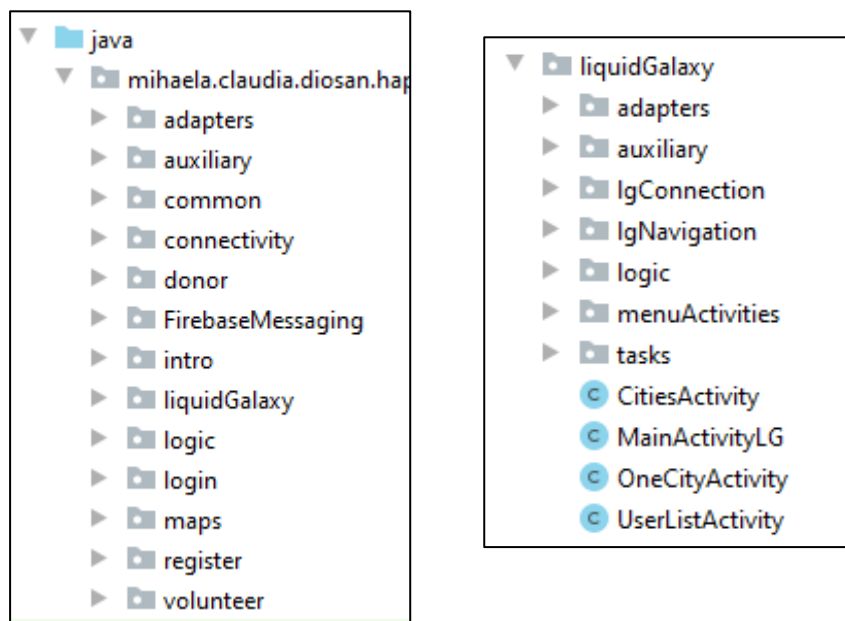 java
mihaela.claudia.diosan.hap
adapters
auxiliary
common
connectivity
donor
FirebaseMessaging
intro
liquidGalaxy
logic
login
maps
register
volunteer
liquidGalaxy
adapters
auxiliary
lgConnection
lgNavigation
logic
menuActivities
tasks
C CitiesActivity
C MainActivityLG
C OneCityActivity
C UserListActivity